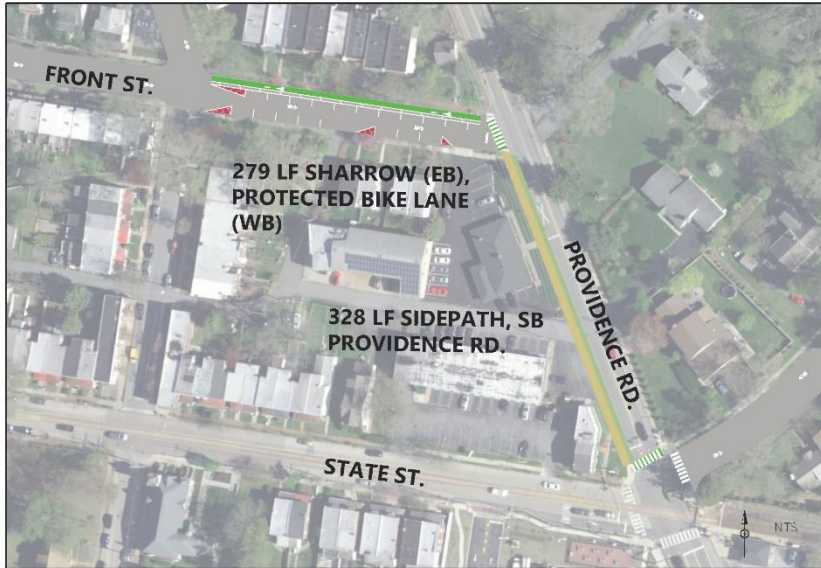 FRONT ST.
279 LF SHARROW (EB),
PROTECTED BIKE LANE
(WB)
PROVIDENCE RD.
328 LF SIDEPATH, SB
PROVIDENCE RD.
STATE ST.
NTS